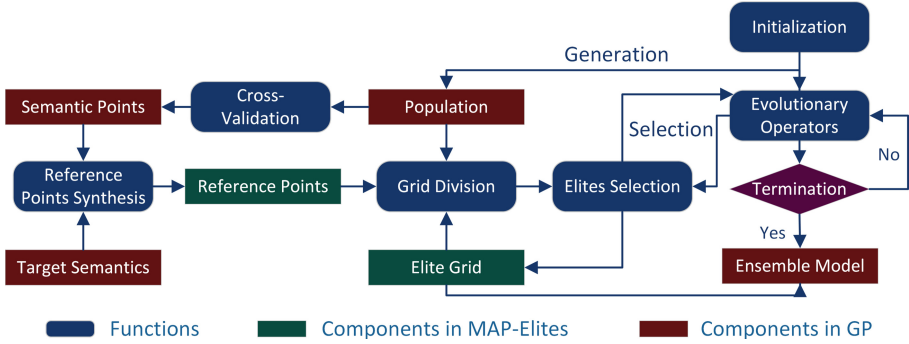 Initialization
Generation
Semantic Points
Cross-
Validation
Population
Evolutionary
Operators
Selection
No
Reference
Points Synthesis
Reference Points
Grid Division
Elites Selection
Termination
Yes
Target Semantics
Elite Grid
Ensemble Model
Functions
Components in MAP-Elites
Components in GP